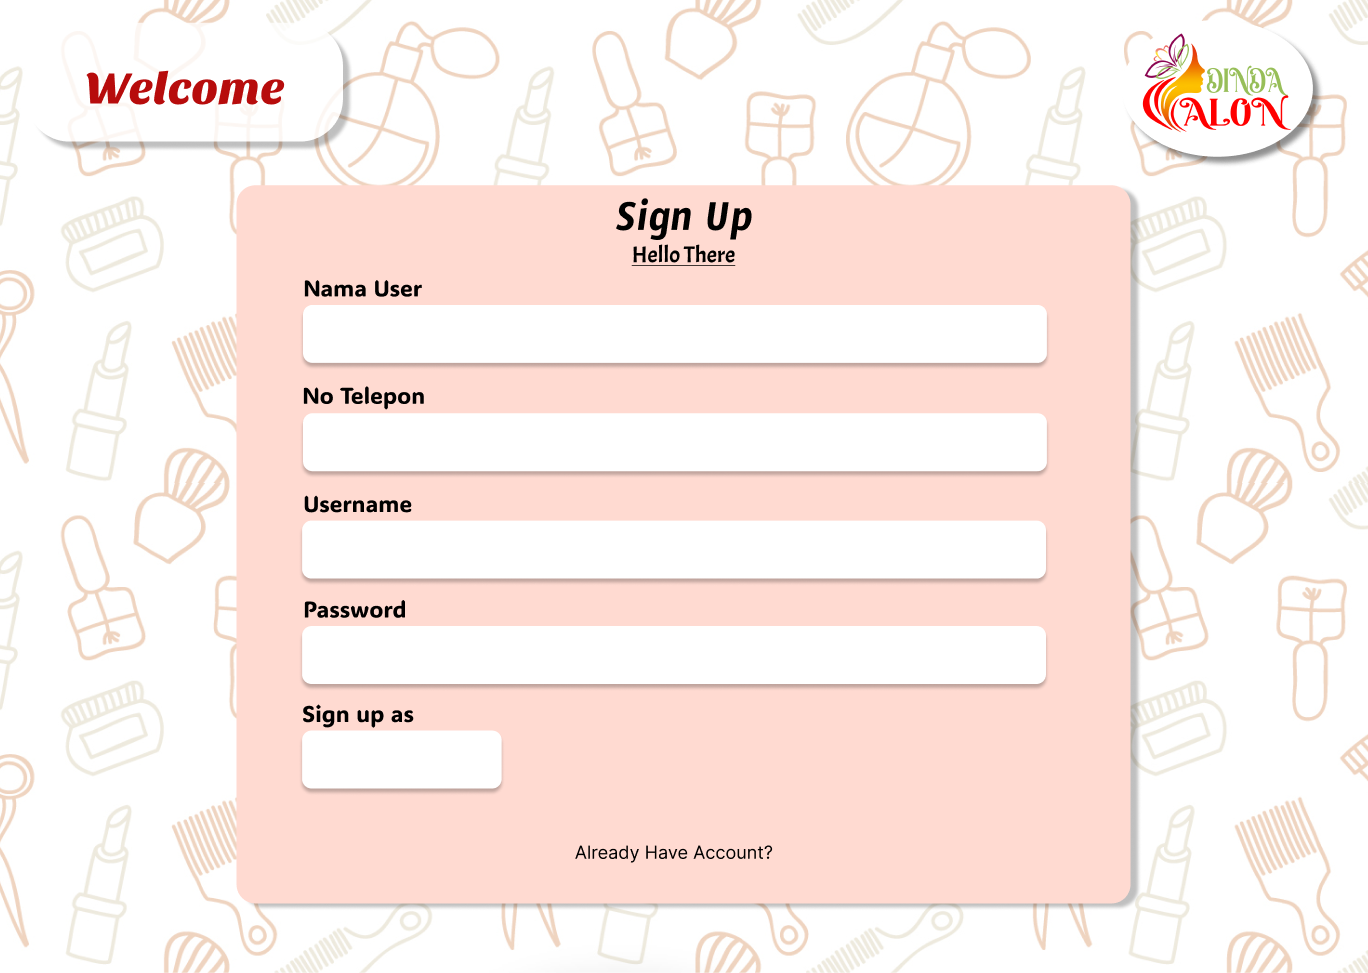 Welcome
DINDA
SALON
Sign Up
Hello There
Nama User
No Telepon
Username
Password
Sign up as
Already Have Account?